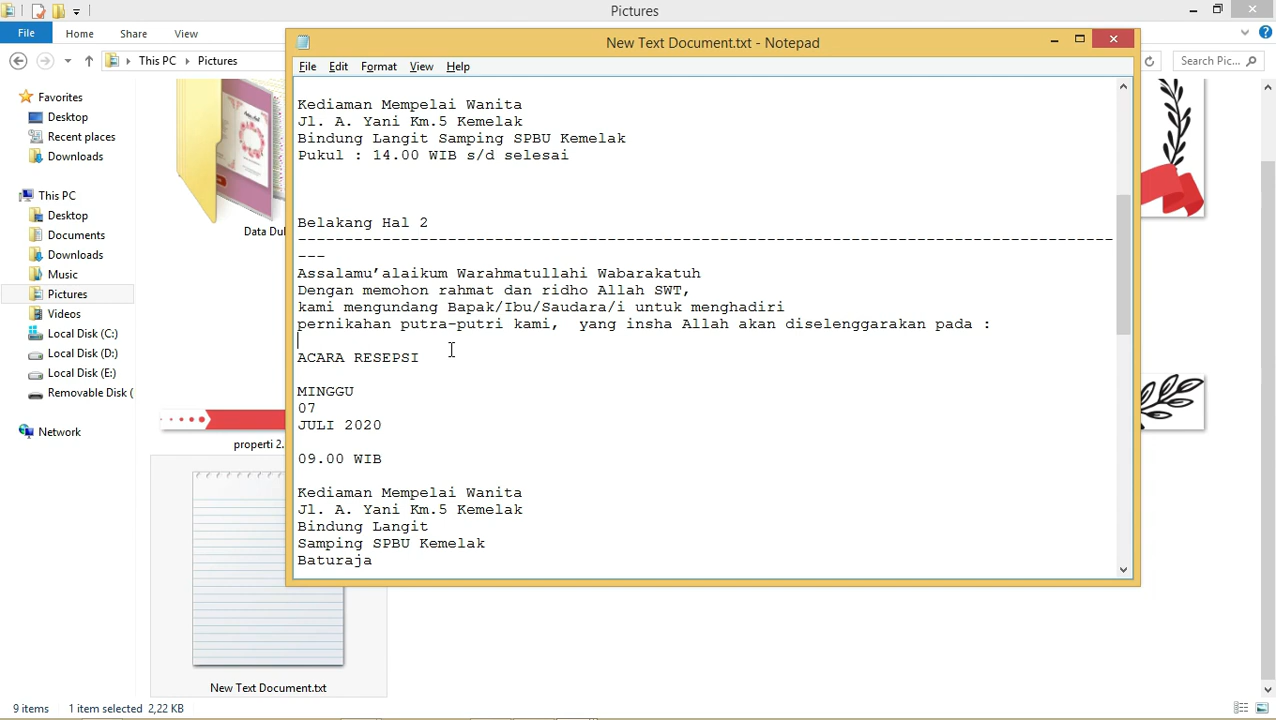 Pictures
File
Home
Share
View
This PC
Pictures
Search Pic...
Favorites
Desktop
Recent places
Downloads
This PC
Desktop
Documents
Downloads
Music
Pictures
Videos
Local Disk (C:)
Local Disk (D:)
Local Disk (E:)
Removable Disk (
Network
Data Dul
properti 2.
New Text Document.txt
New Text Document.txt - Notepad
File Edit Format View Help
Kediaman Mempelai Wanita
Jl. A. Yani Km.5 Kemelak
Bindung Langit Samping SPBU Kemelak
Pukul : 14.00 WIB s/d selesai
Belakang Hal 2
---------------------------------------------------------------------------------------
---
Assalamu’alaikum Warahmatullahi Wabarakatuh
Dengan memohon rahmat dan ridho Allah SWT,
kami mengundang Bapak/Ibu/Saudara/i untuk menghadiri
pernikahan putra-putri kami,  yang insha Allah akan diselenggarakan pada :
ACARA RESEPSI
MINGGU
07
JULI 2020
09.00 WIB
Kediaman Mempelai Wanita
Jl. A. Yani Km.5 Kemelak
Bindung Langit
Samping SPBU Kemelak
Baturaja
9 items
1 item selected 2,22 KB